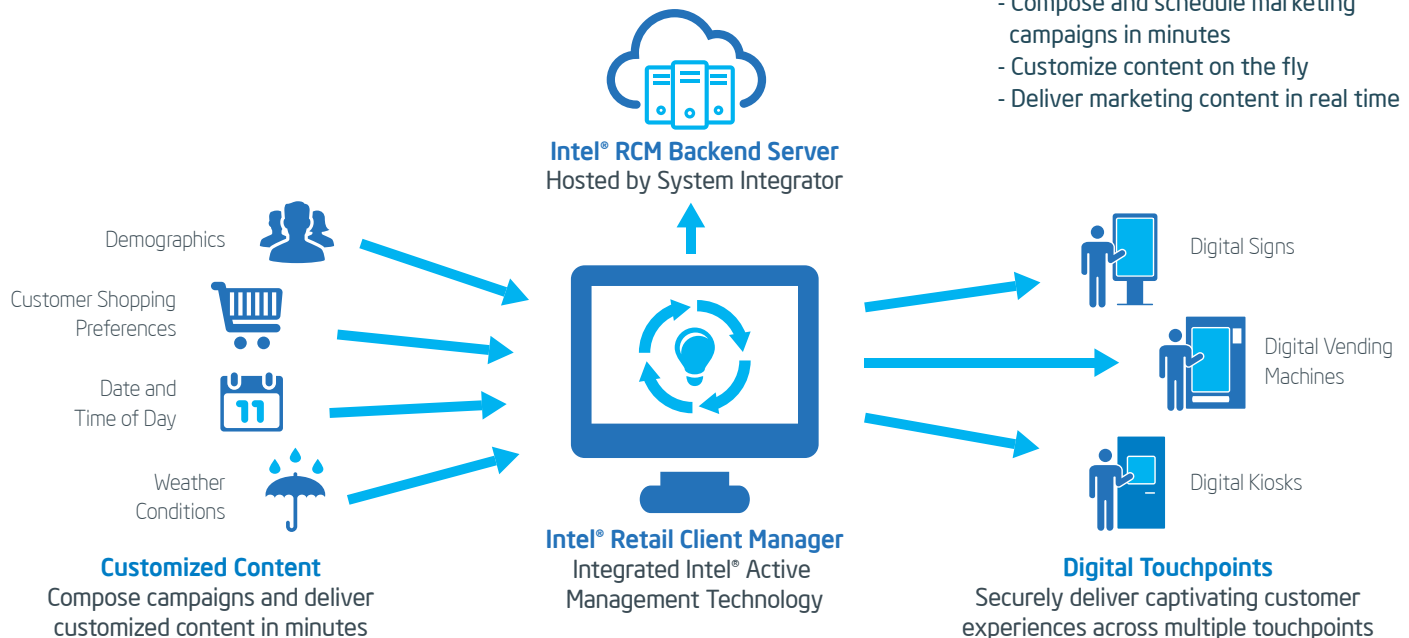 - Compose and schedule marketing
campaigns in minutes
- Customize content on the fly
- Deliver marketing content in real time
Intel® RCM Backend Server
Hosted by System Integrator
Demographics
Customer Shopping
Preferences
Date and
Time of Day
11
Weather
Conditions
Customized Content
Compose campaigns and deliver
customized content in minutes
Intel® Retail Client Manager
Integrated Intel® Active
Management Technology
Digital Signs
Digital Vending
Machines
Digital Kiosks
Digital Touchpoints
Securely deliver captivating customer
experiences across multiple touchpoints